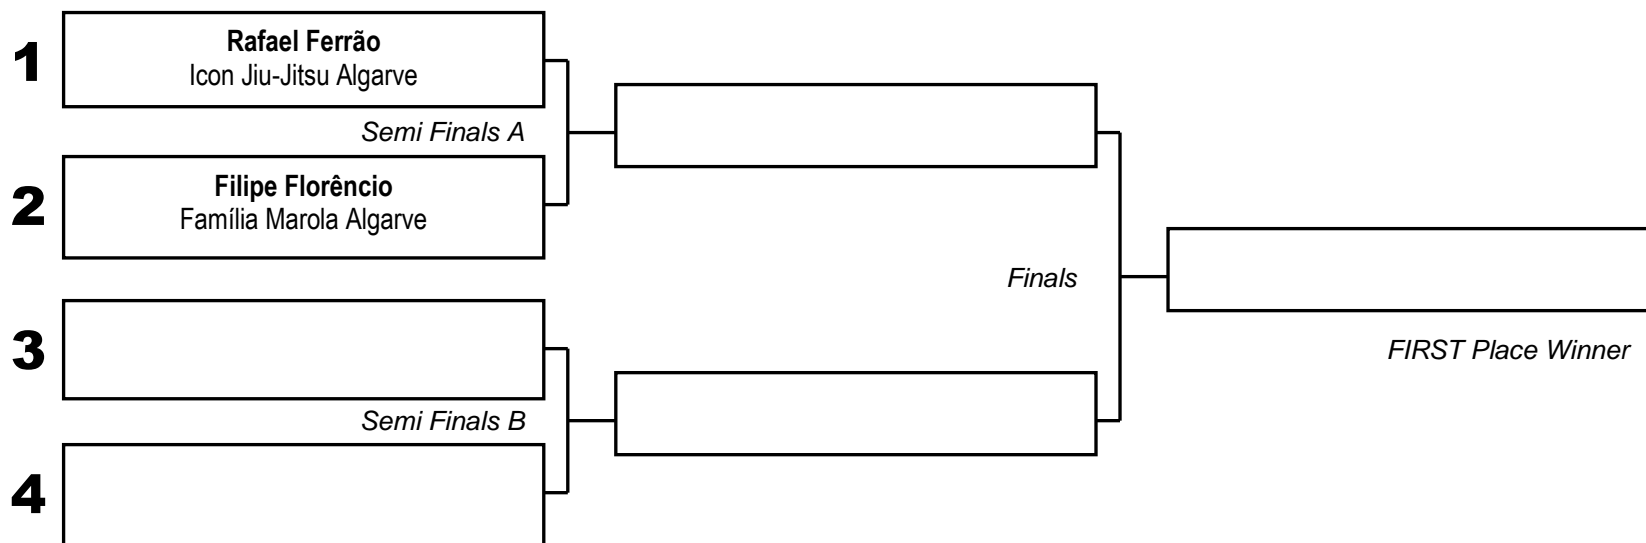 1
Rafael Ferrão
Icon Jiu-Jitsu Algarve
Semi Finals A
2
Filipe Florêncio
Família Marola Algarve
Finals
FIRST Place Winner
3
Semi Finals B
4